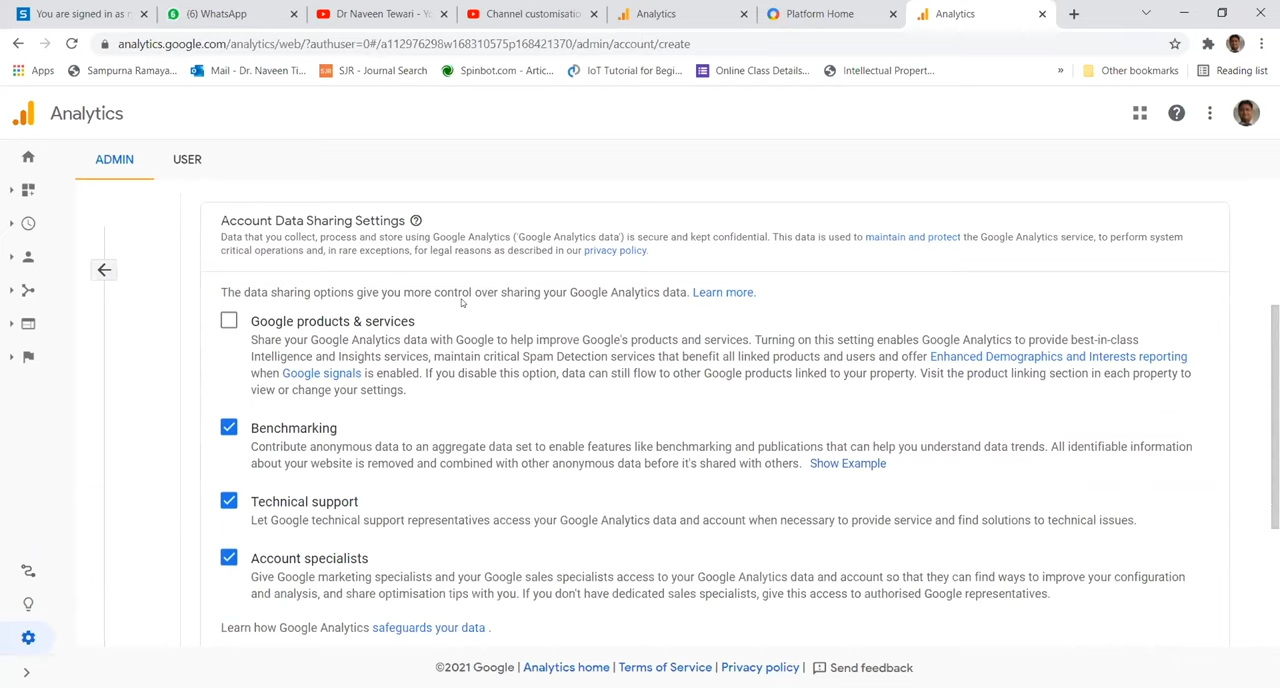 You are signed in as r
(6) WhatsApp
Dr Naveen Tewari - Yo
Channel customisatio
Analytics
Platform Home
Analytics
analytics.google.com/analytics/web/?authuser=0#/a112976298w168310575p168421370/admin/account/create
Apps
Sampurna Ramaya...
Mail - Dr. Naveen Ti...
SJR - Journal Search
Spinbot.com - Artic...
IoT Tutorial for Begi...
Online Class Details...
Intellectual Propert...
»
Other bookmarks
Reading list
Analytics
ADMIN
USER
Account Data Sharing Settings
Data that you collect, process and store using Google Analytics ('Google Analytics data') is secure and kept confidential. This data is used to maintain and protect the Google Analytics service, to perform system
critical operations and, in rare exceptions, for legal reasons as described in our privacy policy.
The data sharing options give you more control over sharing your Google Analytics data. Learn more.
Google products & services
Share your Google Analytics data with Google to help improve Google's products and services. Turning on this setting enables Google Analytics to provide best-in-class
Intelligence and Insights services, maintain critical Spam Detection services that benefit all linked products and users and offer Enhanced Demographics and Interests reporting
when Google signals is enabled. If you disable this option, data can still flow to other Google products linked to your property. Visit the product linking section in each property to
view or change your settings.
Benchmarking
Contribute anonymous data to an aggregate data set to enable features like benchmarking and publications that can help you understand data trends. All identifiable information
about your website is removed and combined with other anonymous data before it's shared with others. Show Example
Technical support
Let Google technical support representatives access your Google Analytics data and account when necessary to provide service and find solutions to technical issues.
Account specialists
Give Google marketing specialists and your Google sales specialists access to your Google Analytics data and account so that they can find ways to improve your configuration
and analysis, and share optimisation tips with you. If you don't have dedicated sales specialists, give this access to authorised Google representatives.
Learn how Google Analytics safeguards your data .
©2021 Google | Analytics home | Terms of Service | Privacy policy | Send feedback